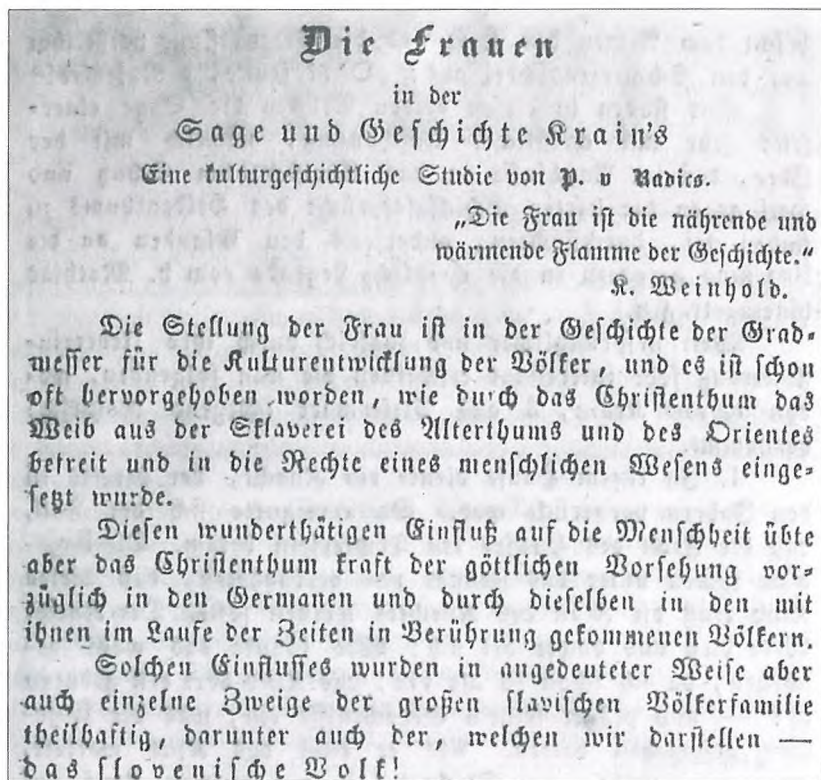 Die Frauen
in der
Sage und Geschichte Krain's
Eine kulturgeschichtliche Studie von P. v Radics.
„Die Frau ist die nährende und
wärmende Flamme der Geschichte.“
K. Weinhold.
Die Stellung der Frau ist in der Geschichte der Grad-
messer für die Kulturentwicklung der Völker, und es ist schon
oft hervorgehoben worden, wie durch das Christenthum das
Weib aus der Sklaverei des Alterthums und des Orientes
befreit und in die Rechte eines menschlichen Wesens einge-
setzt wurde.
Diesen wunderthätigen Einfluß auf die Menschheit übte
aber das Christenthum kraft der göttlichen Vorsehung vor-
züglich in den Germanen und durch dieselben in den mit
ihnen im Laufe der Zeiten in Berührung gekommenen Völkern.
Solchen Einflusses wurden in angedeuteter Weise aber
auch einzelne Zweige der großen slavischen Völkerfamilie
theilhaftig, darunter auch der, welchen wir darstellen —
das slovenische Volk!